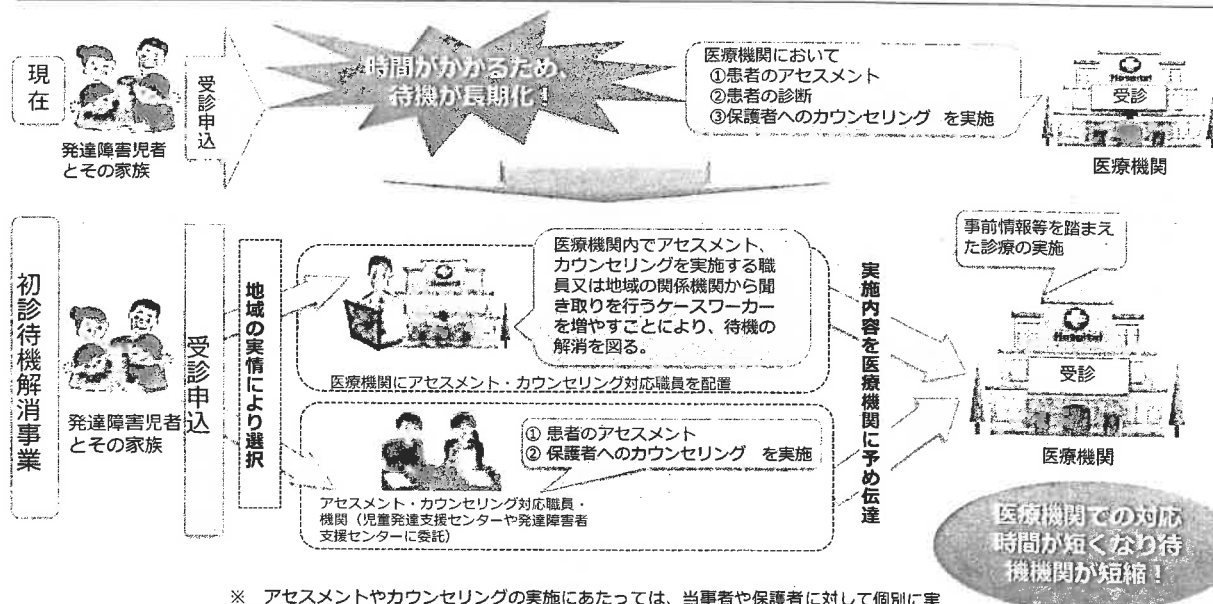 現在
発達障害児者
とその家族
受診申込
時間がかかるため、
待機が長期化！
医療機関において
①患者のアセスメント
②患者の診断
③保護者へのカウンセリング を実施
Hospital
受診
医療機関
初診待機解消事業
発達障害児者
とその家族
受診申込
地域の実情により選択
医療機関内でアセスメント、
カウンセリングを実施する職
員又は地域の関係機関から聞
き取りを行うケースワーカー
を増やすことにより、待機の
解消を図る。
医療機関にアセスメント・カウンセリング対応職員を配置
① 患者のアセスメント
② 保護者へのカウンセリング を実施
アセスメント・カウンセリング対応職員・
機関（児童発達支援センターや発達障害者
支援センターに委託）
実施内容を医療機関に予め伝達
事前情報等を踏まえ
た診療の実施
Hospital
受診
医療機関
医療機関での対応
時間が短くなり待
機機関が短縮！
※ アセスメントやカウンセリングの実施にあたっては、当事者や保護者に対して個別に実